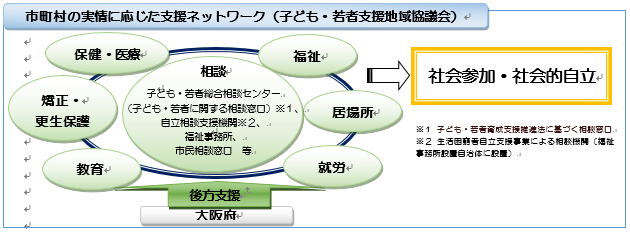 市町村の実情に応じた支援ネットワーク（子ども・若者支援地域協議会）
保健・医療
福祉
矯正・
更生保護
相談
子ども・若者総合相談センター
（子ども・若者に関する相談窓口）※１、
自立相談支援機関※２、
福祉事務所、
市民相談窓口　等
居場所
教育
就労
後方支援
大阪府
社会参加・社会的自立
※１ 子ども・若者育成支援推進法に基づく相談窓口
※２ 生活困窮者自立支援事業による相談機関（福祉
事務所設置自治体に設置）